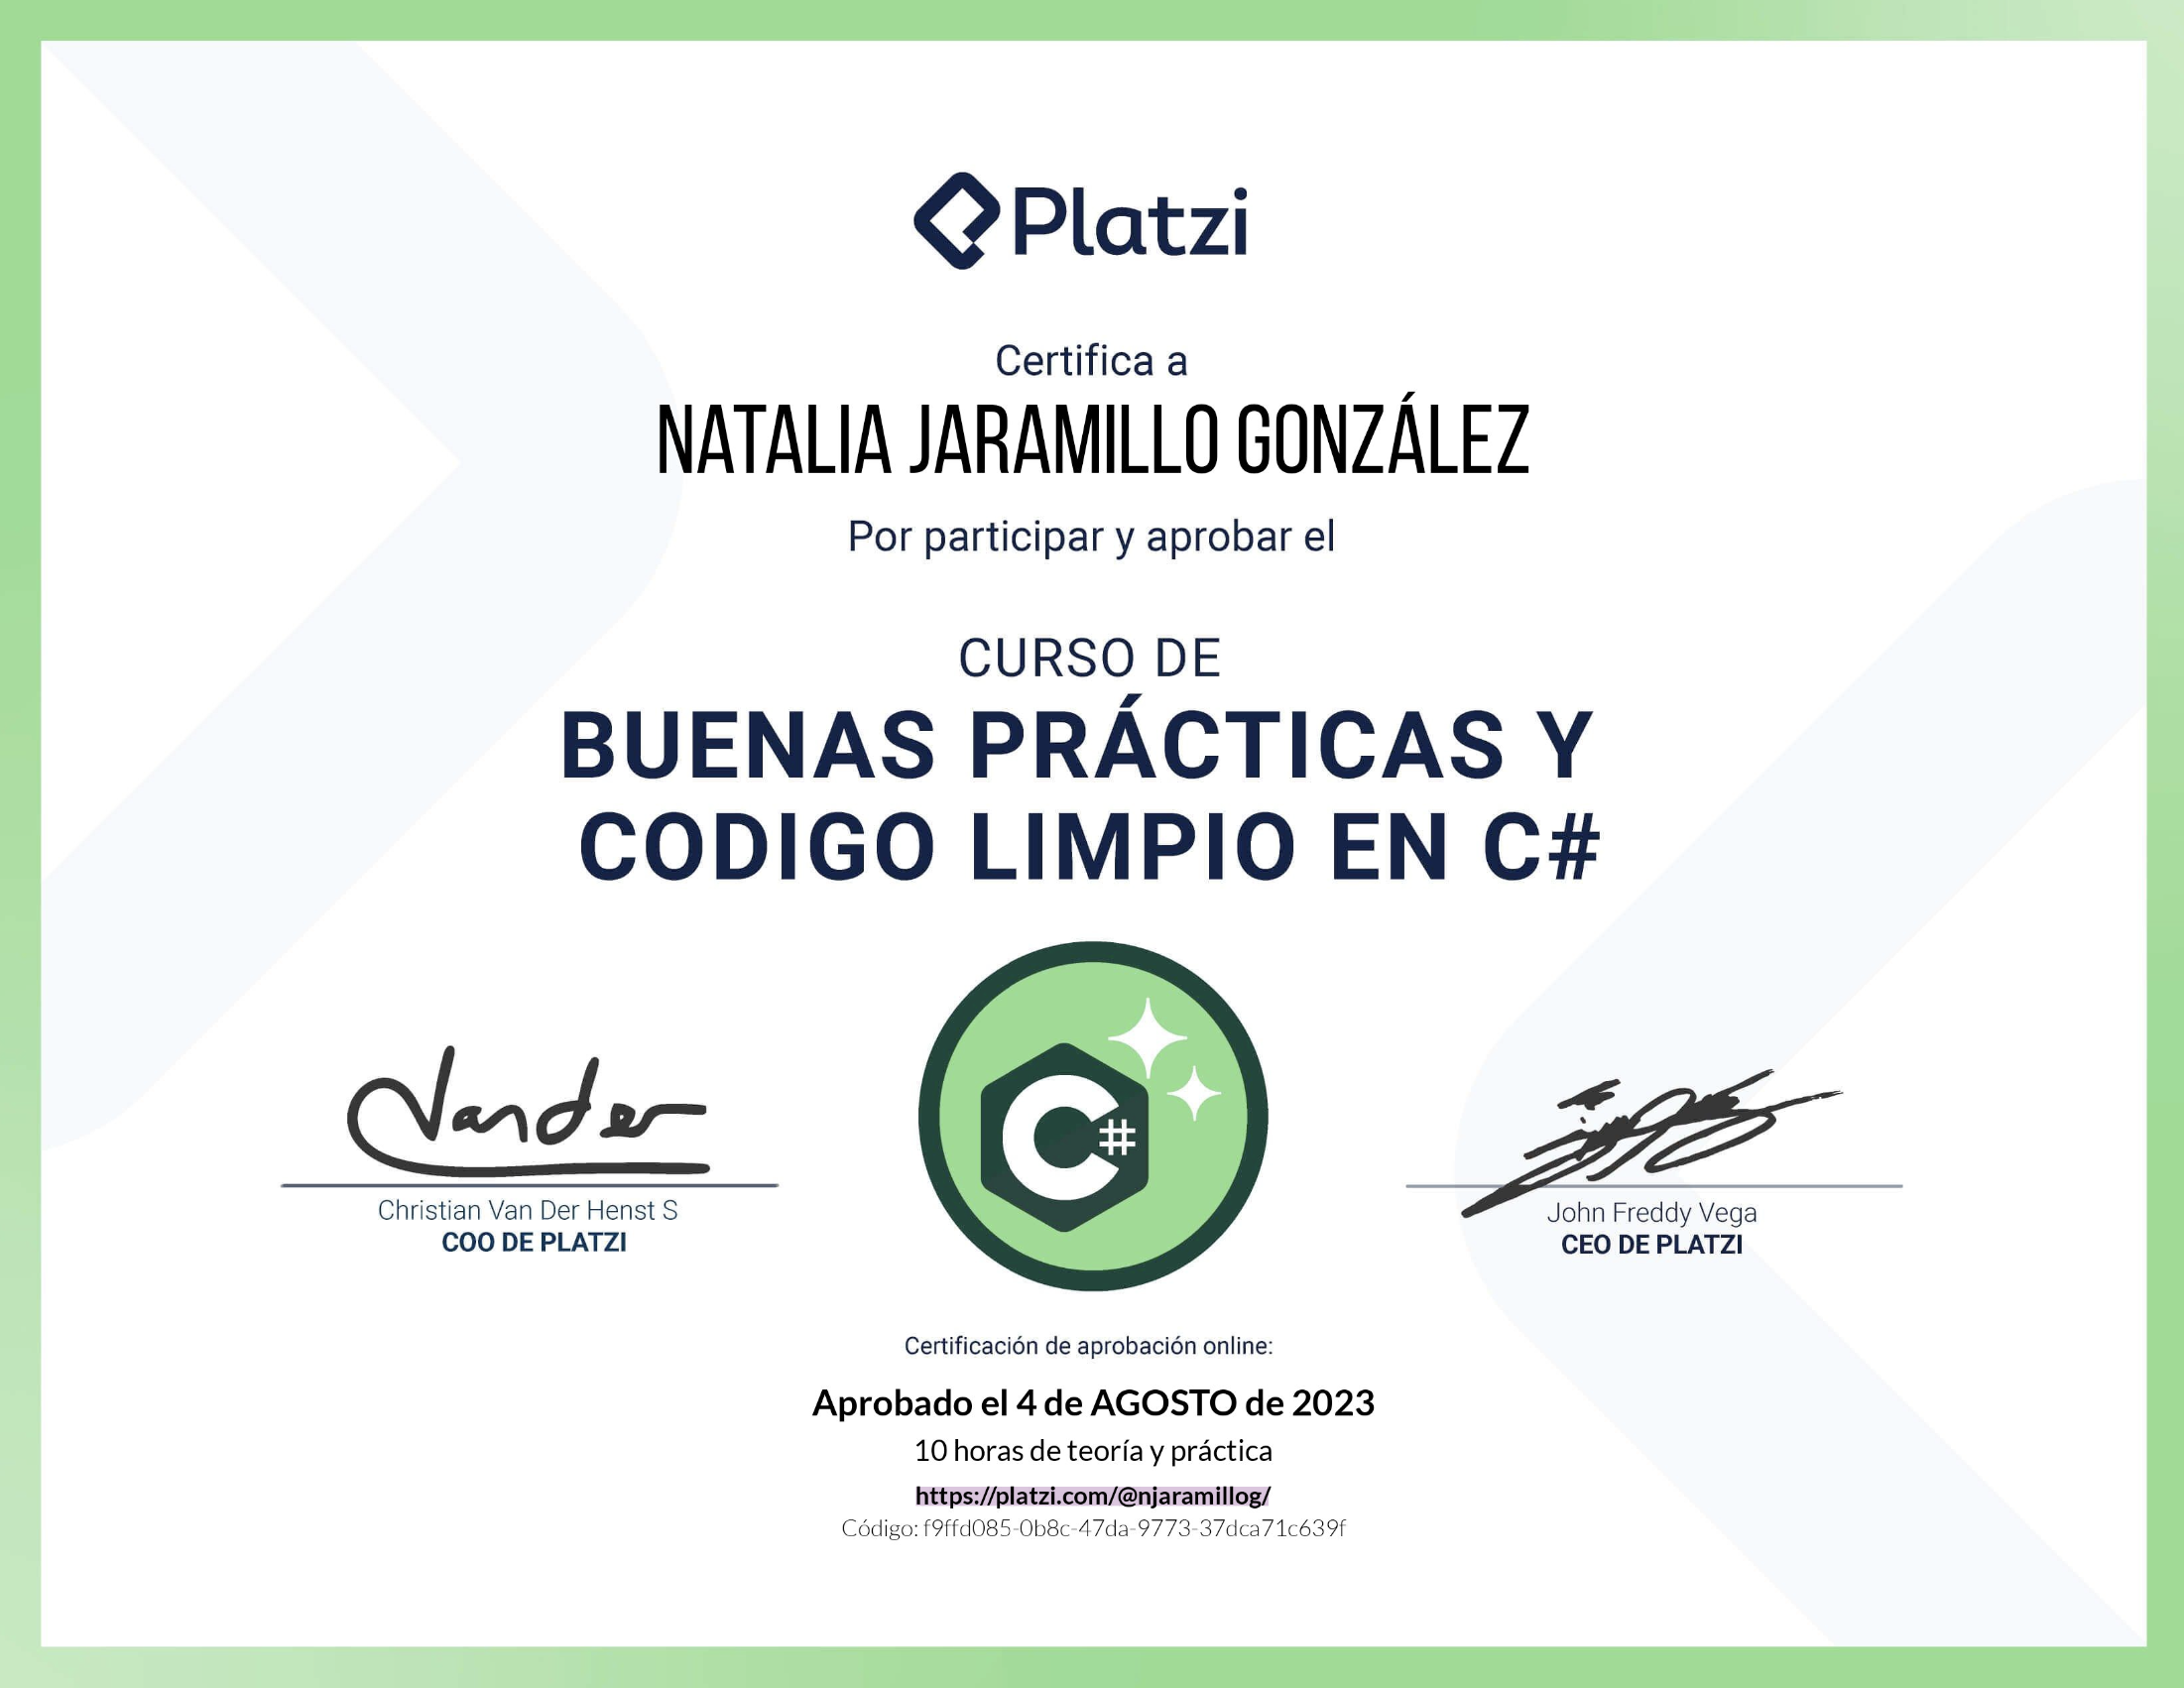 Platzi
Certifica a
NATALIA JARAMILLO GONZÁLEZ
Por participar y aprobar el
CURSO DE
BUENAS PRÁCTICAS Y
CODIGO LIMPIO EN C#
C#
Vander
Christian Van Der Henst S
COO DE PLATZI
John Freddy Vega
CEO DE PLATZI
Certificación de aprobación online:
Aprobado el 4 de AGOSTO de 2023
10 horas de teoría y práctica
https://platzi.com/@njaramillog/
Código: f9ffd085-0b8c-47da-9773-37dca71c639f